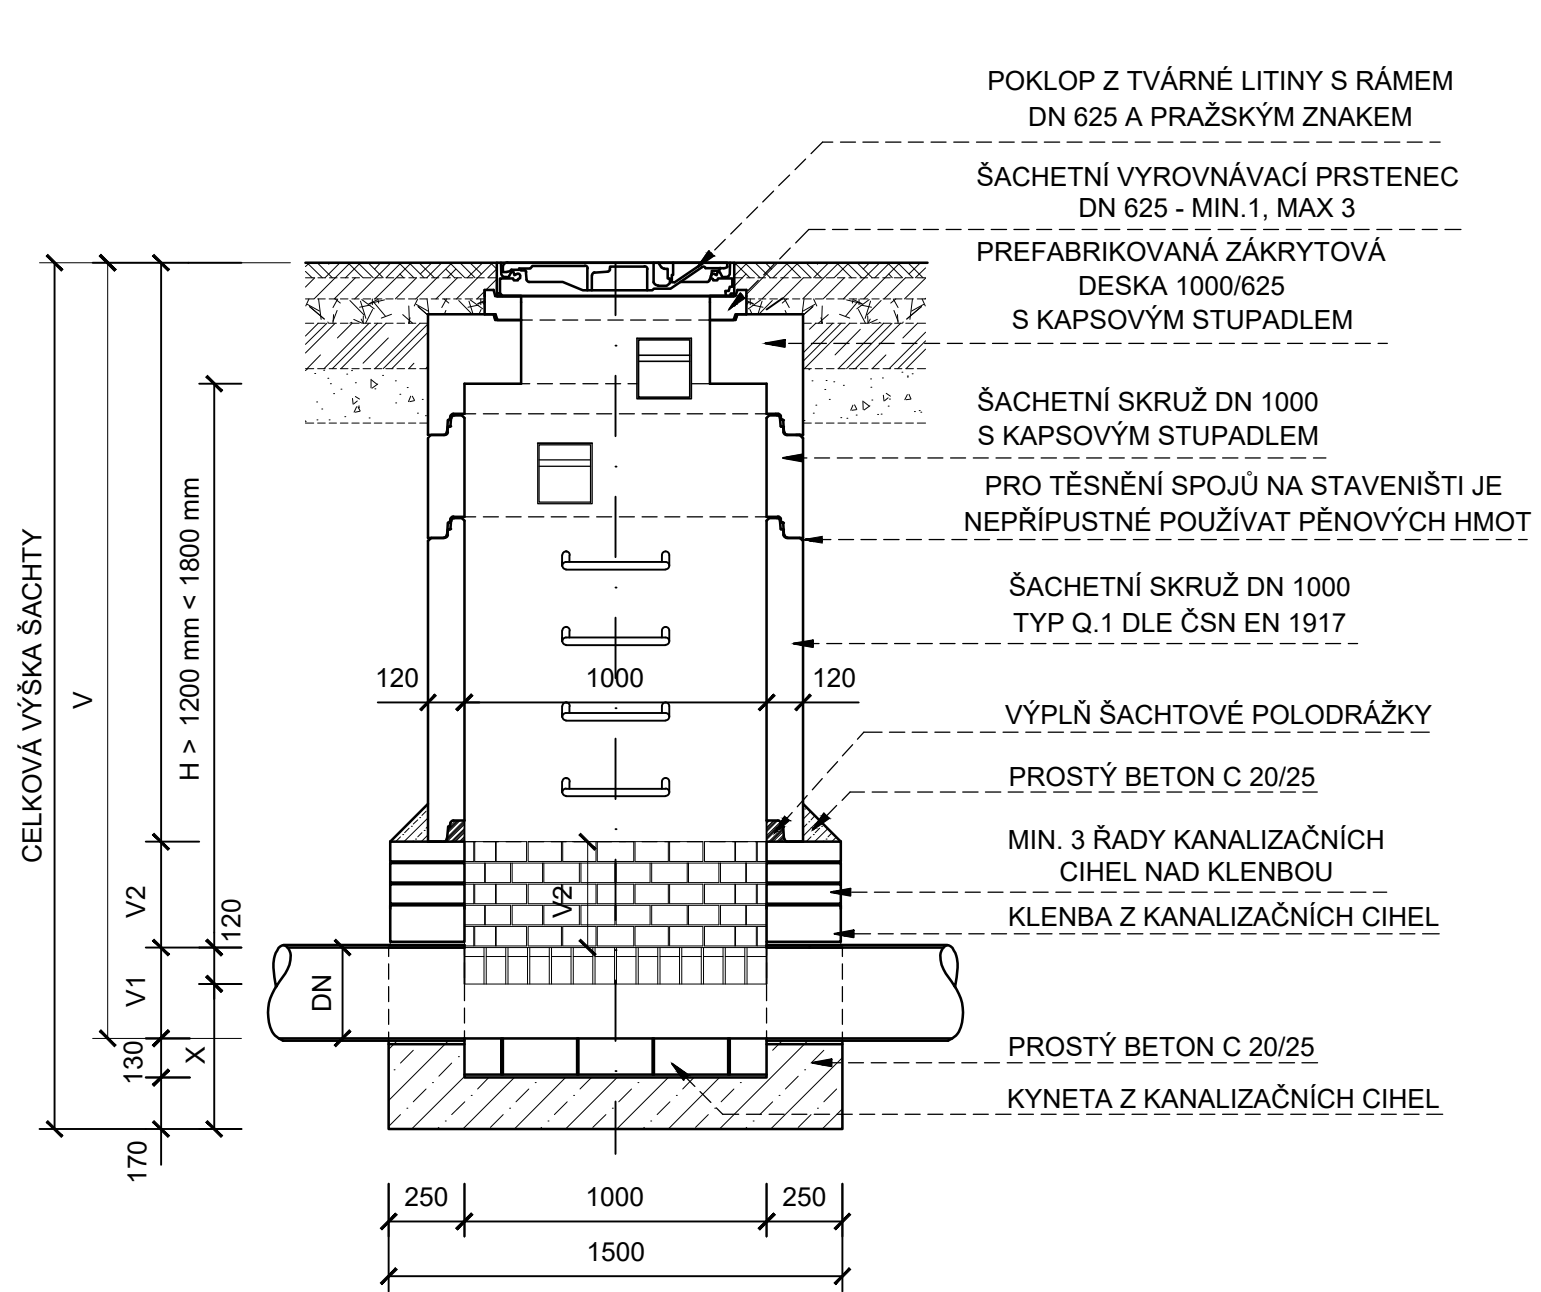 POKLOP Z TVÁRNÉ LITINY S RÁMEM
DN 625 A PRAŽSKÝM ZNAKEM
ŠACHETNÍ VYROVNÁVACÍ PRSTENEC
DN 625 - MIN.1, MAX 3
PREFABRIKOVANÁ ZÁKRYTOVÁ
DESKA 1000/625
S KAPSOVÝM STUPADLEM
ŠACHETNÍ SKRUŽ DN 1000
S KAPSOVÝM STUPADLEM
PRO TĚSNĚNÍ SPOJŮ NA STAVENIŠTI JE
NEPŘÍPUSTNÉ POUŽÍVAT PĚNOVÝCH HMOT
ŠACHETNÍ SKRUŽ DN 1000
TYP Q.1 DLE ČSN EN 1917
VÝPLŇ ŠACHTOVÉ POLODRÁŽKY
PROSTÝ BETON C 20/25
MIN. 3 ŘADY KANALIZAČNÍCH
CIHEL NAD KLENBOU
KLENBA Z KANALIZAČNÍCH CIHEL
PROSTÝ BETON C 20/25
KYNETA Z KANALIZAČNÍCH CIHEL
CELKOVÁ VÝŠKA ŠACHTY
V
H > 1200 mm < 1800 mm
V2
120
V1
130
X
170
120
1000
120
V2
DN
250
1000
250
1500